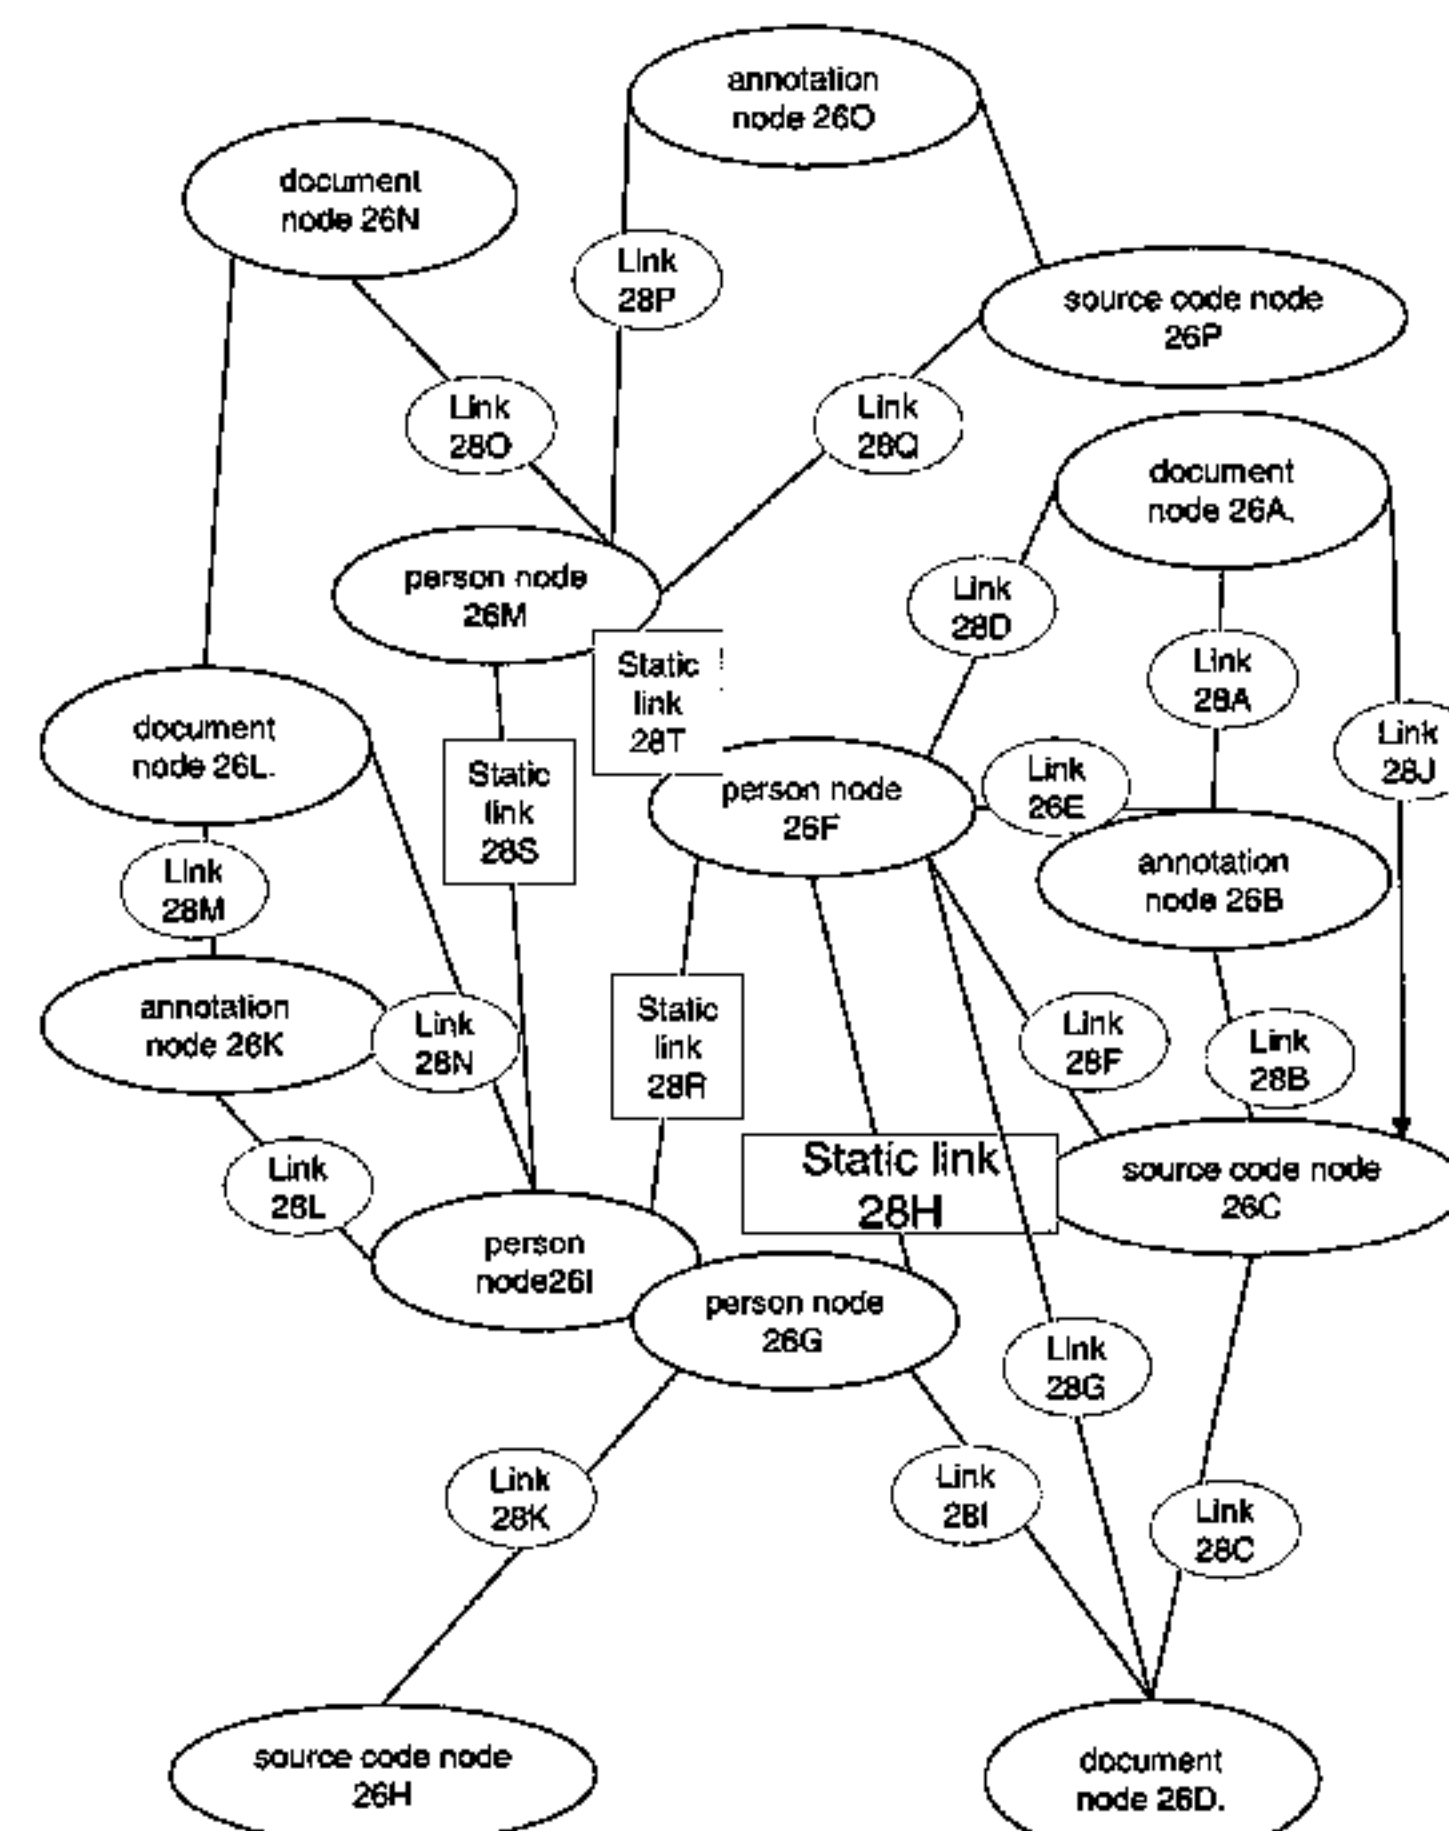 annotation
node 26O
document
node 26N
Link
28P
source code node
26P
Link
28O
Link
28Q
document
node 26A.
person node
26M
Link
28D
Static
link
28T
Link
28A
document
node 26L.
Link
28J
Static
link
28S
person node
26F
Link
26E
annotation
node 26B
Link
28M
annotation
node 26K
Link
28N
Static
link
28R
Link
28F
Link
28B
Link
28L
Static link
28H
source code node
26C
person
node26I
person node
26G
Link
28G
Link
28K
Link
28I
Link
28C
source code node
26H
document
node 26D.